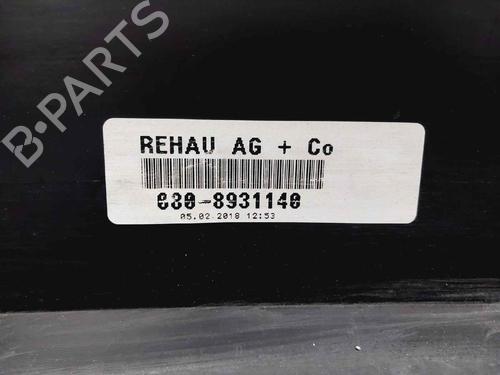 REHAU AG + Co
030-8931140
05.02.2018 12:53
B-PARTS